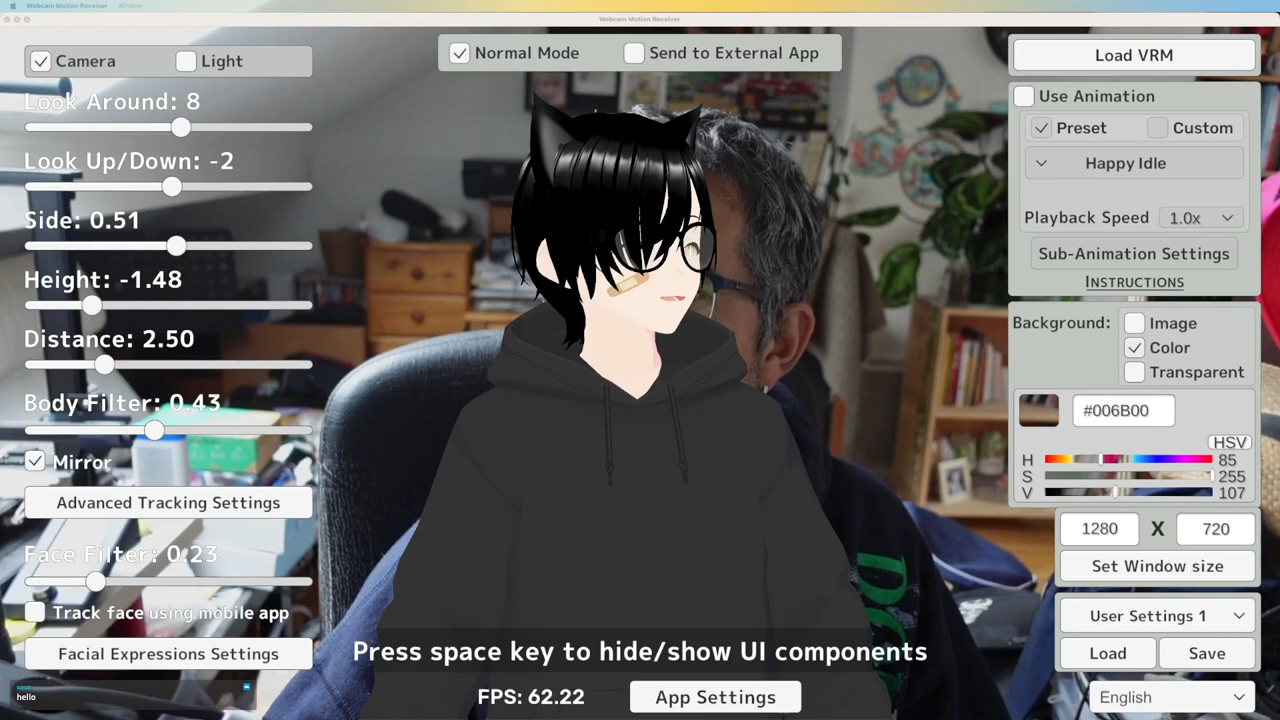 Webcam Motion Receiver Window
Webcam Motion Receiver
Camera
Light
Normal Mode
Send to External App
Load VRM
Look Around: 8
Look Up/Down: -2
Side: 0.51
Height: -1.48
Distance: 2.50
Body Filter: 0.43
Mirror
Advanced Tracking Settings
Face Filter: 0.23
Track face using mobile app
Facial Expressions Settings
hello
Use Animation
Preset
Custom
Happy Idle
Playback Speed 1.0x
Sub-Animation Settings
INSTRUCTIONS
Background:
Image
Color
Transparent
#006B00
HSV
H 85
S 255
V 107
1280 X 720
Set Window size
User Settings 1
Load
Save
English
Press space key to hide/show UI components
FPS: 62.22
App Settings